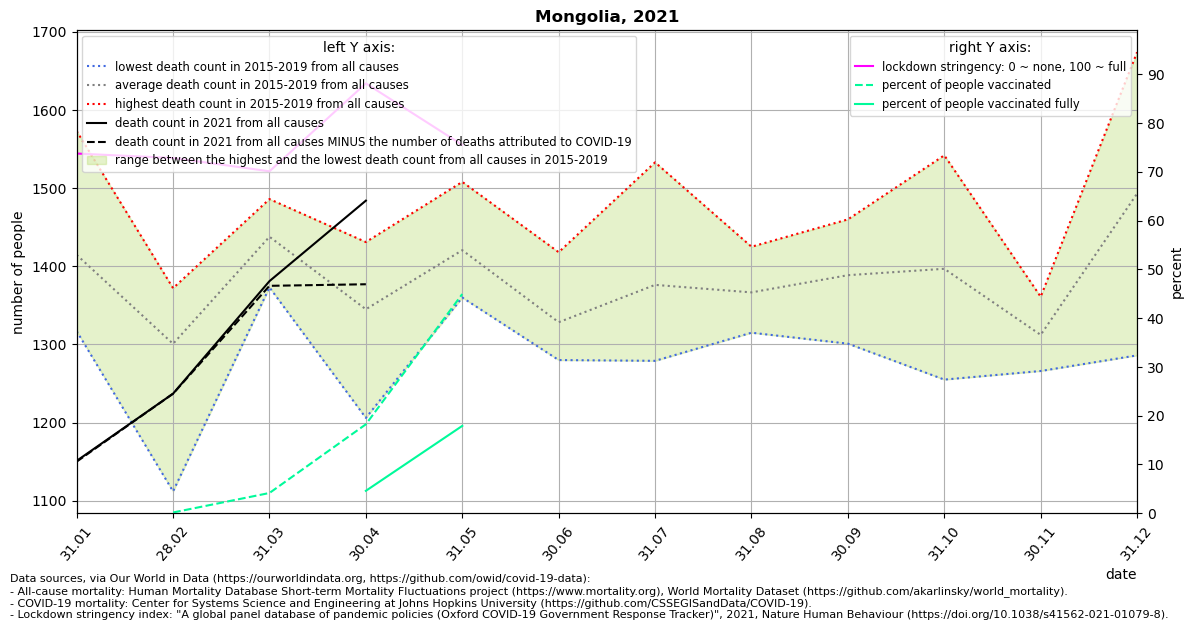 Mongolia, 2021
left Y axis:
lowest death count in 2015-2019 from all causes
average death count in 2015-2019 from all causes
highest death count in 2015-2019 from all causes
death count in 2021 from all causes
death count in 2021 from all causes MINUS the number of deaths attributed to COVID-19
range between the highest and the lowest death count from all causes in 2015-2019
right Y axis:
lockdown stringency: 0 ~ none, 100 ~ full
percent of people vaccinated
percent of people vaccinated fully
number of people
1700
1600
1500
1400
1300
1200
1100
percent
90
80
70
60
50
40
30
20
10
0
31.01
28.02
31.03
30.04
31.05
30.06
31.07
31.08
30.09
31.10
30.11
31.12
date
Data sources, via Our World in Data (https://ourworldindata.org, https://github.com/owid/covid-19-data):
- All-cause mortality: Human Mortality Database Short-term Mortality Fluctuations project (https://www.mortality.org), World Mortality Dataset (https://github.com/akarlinsky/world_mortality).
- COVID-19 mortality: Center for Systems Science and Engineering at Johns Hopkins University (https://github.com/CSSEGISandData/COVID-19).
- Lockdown stringency index: "A global panel database of pandemic policies (Oxford COVID-19 Government Response Tracker)", 2021, Nature Human Behaviour (https://doi.org/10.1038/s41562-021-01079-8).